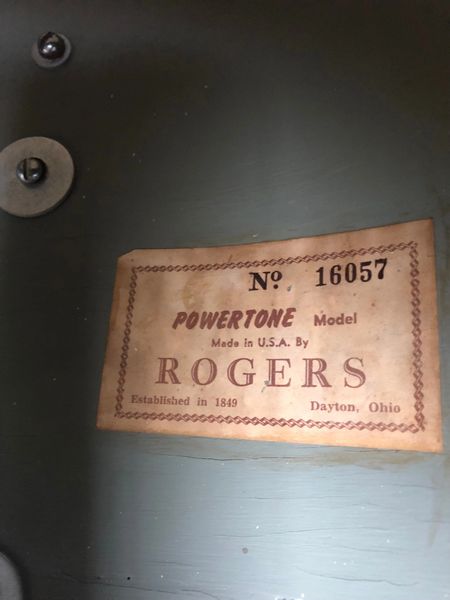 Nº 16057
POWERTONE Model
Made in U.S.A. By
ROGERS
Established in 1849 Dayton, Ohio